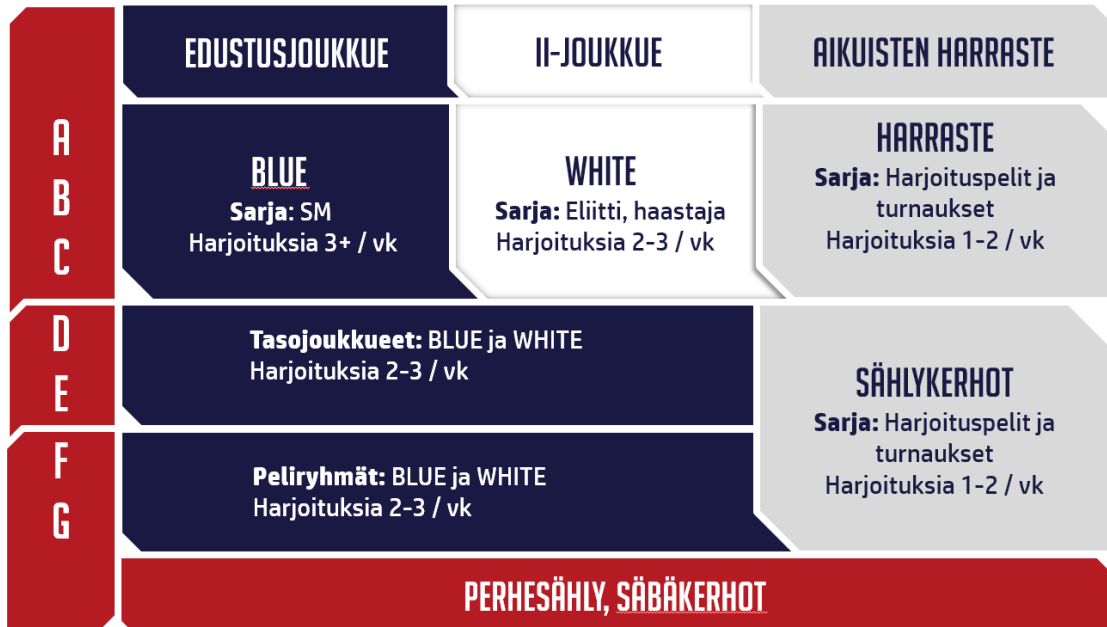 EDUSTUSJOUKKUE
II-JOUKKUE
AIKUISTEN HARRASTE
A
B
C
BLUE
Sarja: SM
Harjoituksia 3+ / vk
WHITE
Sarja: Eliitti, haastaja
Harjoituksia 2-3 / vk
HARRASTE
Sarja: Harjoituspelit ja
turnaukset
Harjoituksia 1-2 / vk
D
E
Tasojoukkueet: BLUE ja WHITE
Harjoituksia 2-3 / vk
F
G
Peliryhmät: BLUE ja WHITE
Harjoituksia 2-3 / vk
SÄHLYKERHOT
Sarja: Harjoituspelit ja
turnaukset
Harjoituksia 1-2 / vk
PERHESÄHLY, SÄBÄKERHOT